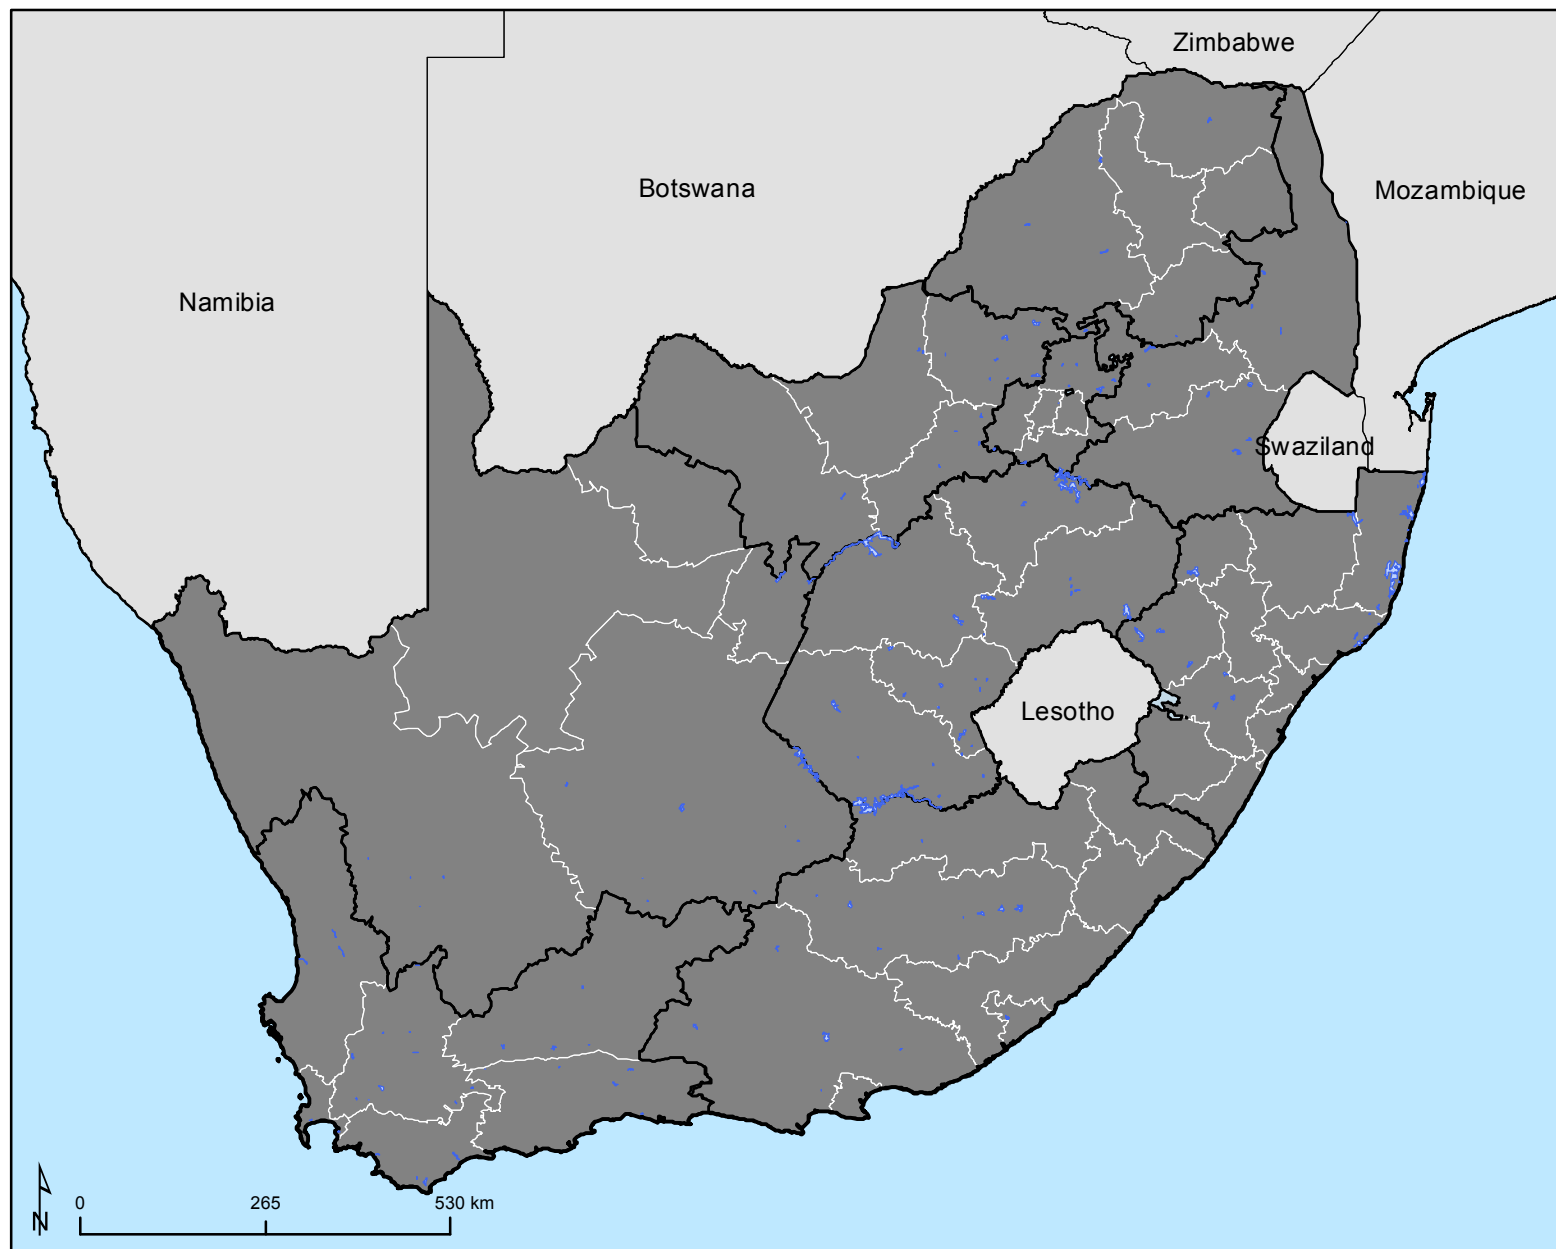 Zimbabwe
Botswana
Mozambique
Namibia
Swaziland
Lesotho
0 265 530 km
N